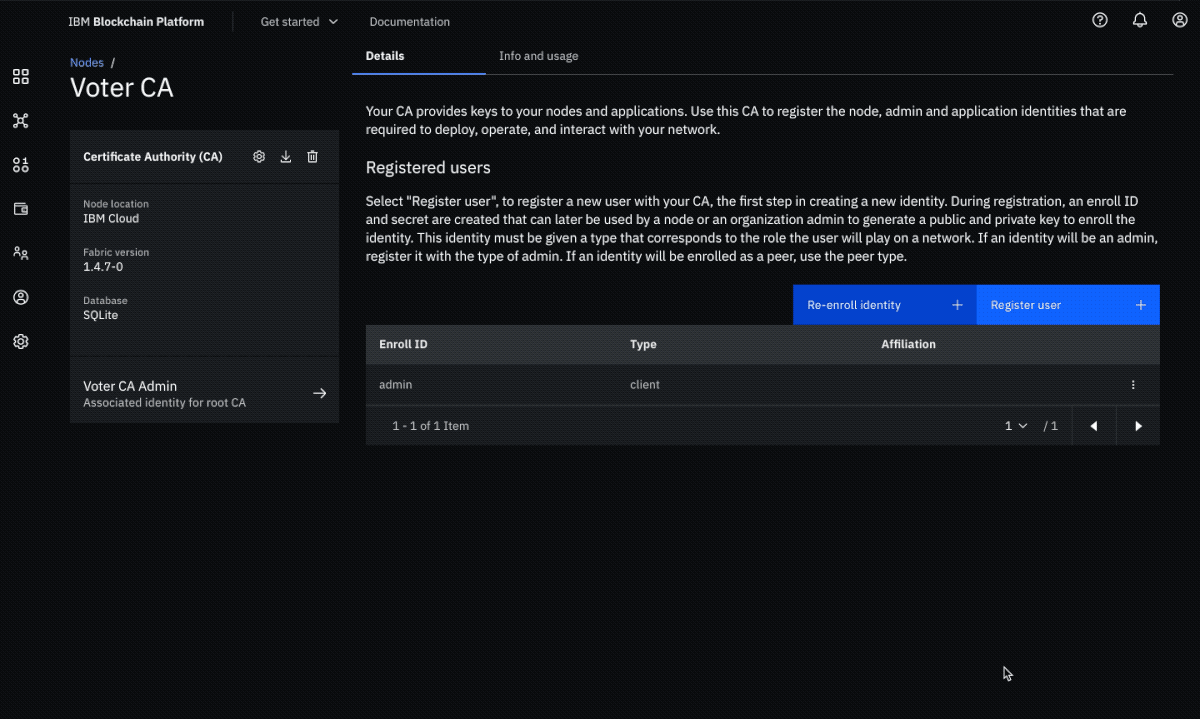 IBM Blockchain Platform
Get started
Documentation
Nodes /
Voter CA
Certificate Authority (CA)
Node location
IBM Cloud
Fabric version
1.4.7-0
Database
SQLite
Voter CA Admin
Associated identity for root CA
Details
Info and usage
Your CA provides keys to your nodes and applications. Use this CA to register the node, admin and application identities that are
required to deploy, operate, and interact with your network.
Registered users
Select "Register user", to register a new user with your CA, the first step in creating a new identity. During registration, an enroll ID
and secret are created that can later be used by a node or an organization admin to generate a public and private key to enroll the
identity. This identity must be given a type that corresponds to the role the user will play on a network. If an identity will be an admin,
register it with the type of admin. If an identity will be enrolled as a peer, use the peer type.
Re-enroll identity +
Register user +
Enroll ID Type Affiliation
admin client
1 - 1 of 1 Item 1 / 1